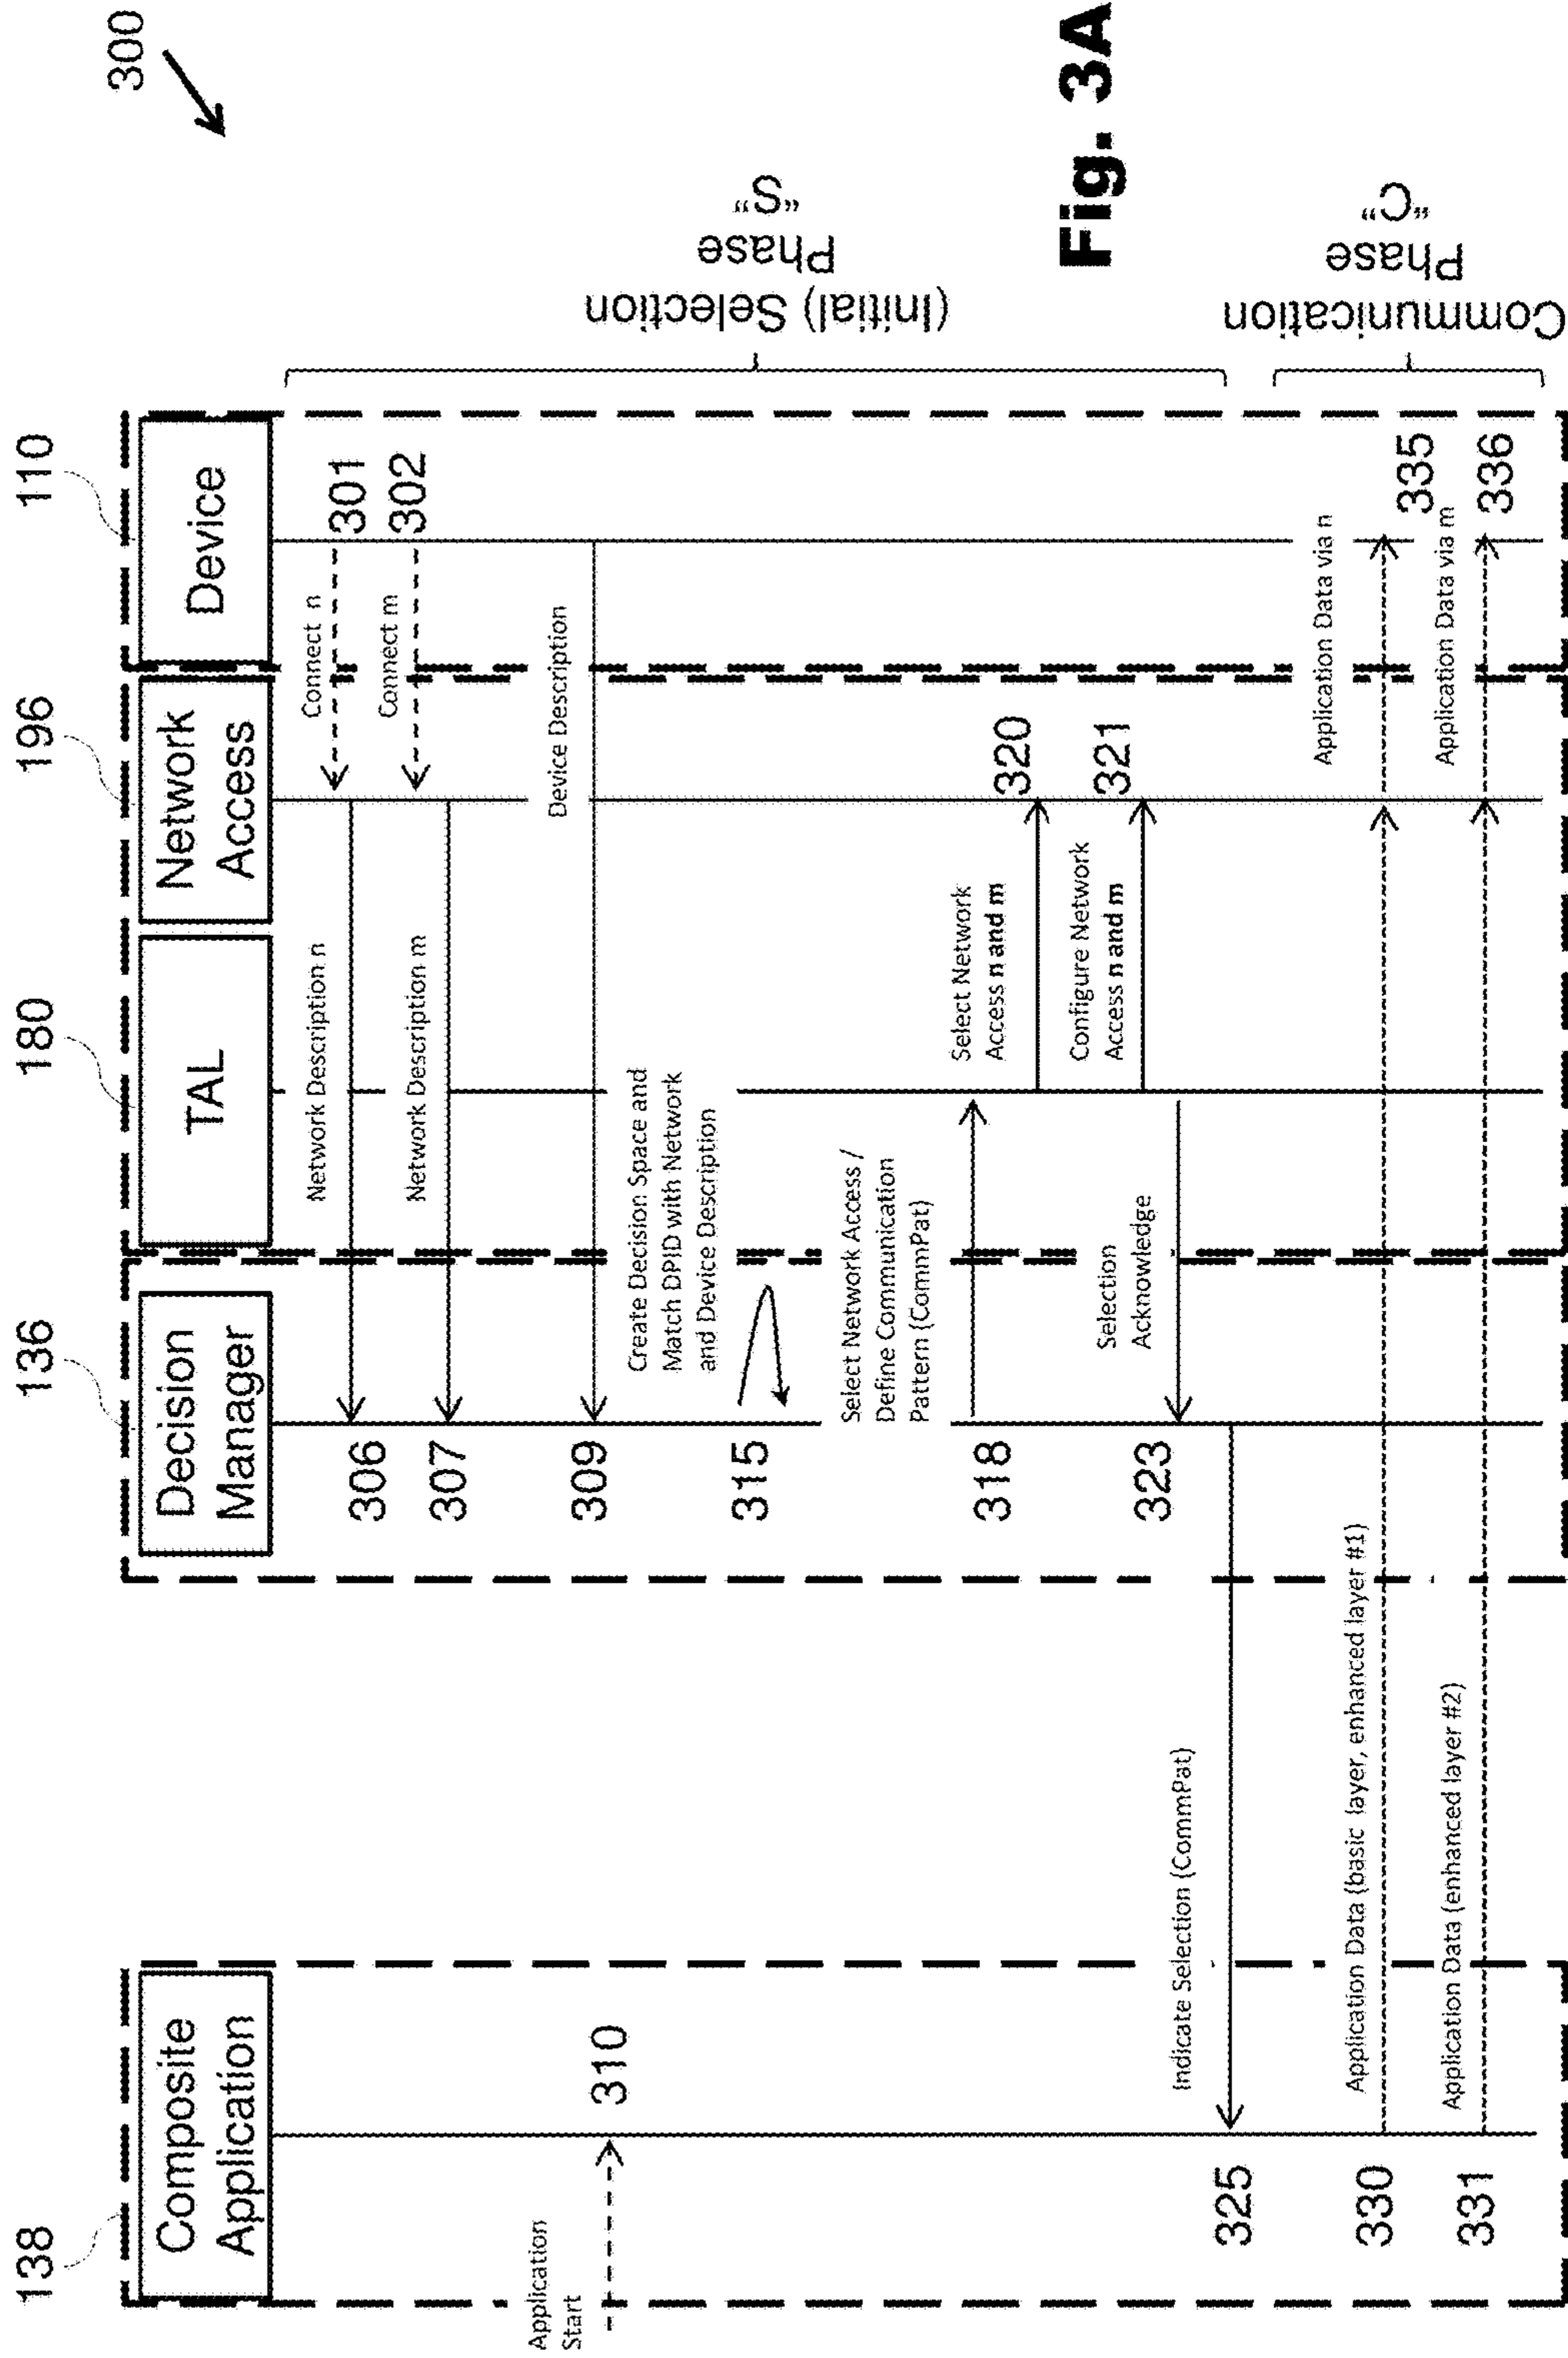 300
138
136
180
196
110
Composite
Application
Decision
Manager
TAL
Network
Access
Device
Connect n
301
Network Description n
306
Connect m
302
Network Description m
307
Device Description
309
Application
Start
310
Create Decision Space and
Match DPID with Network
and Device Description
315
Select Network Access /
Define Communication
Pattern (CommPat)
318
Select Network
Access n and m
320
Configure Network
Access n and m
321
Selection
Acknowledge
323
Indicate Selection (CommPat)
325
(Initial) Selection
Phase
“S”
Application Data (basic layer, enhanced layer #1)
330
Application Data via n
335
Application Data (enhanced layer #2)
331
Application Data via m
336
Communication
Phase
“C”
Fig. 3A